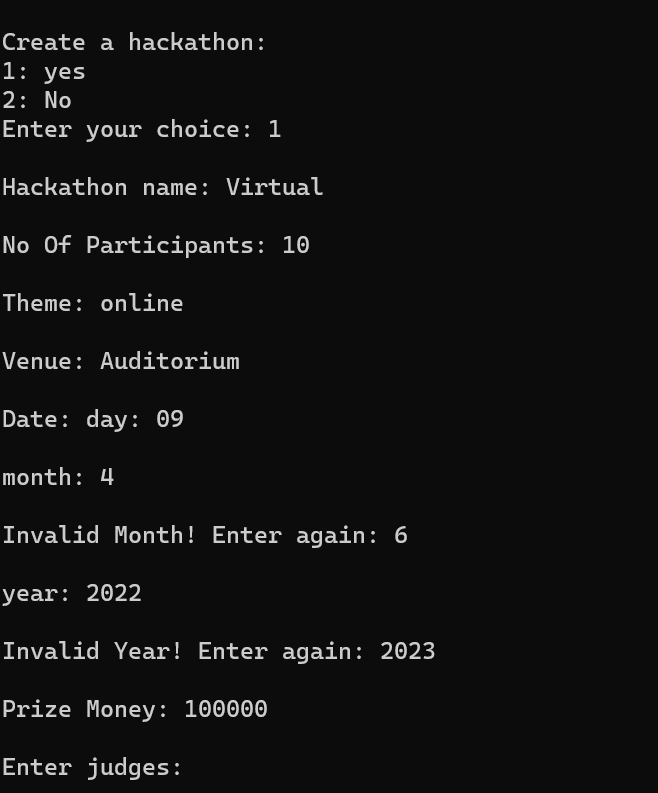 Create a hackathon:
1: yes
2: No
Enter your choice: 1
Hackathon name: Virtual
No Of Participants: 10
Theme: online
Venue: Auditorium
Date: day: 09
month: 4
Invalid Month! Enter again: 6
year: 2022
Invalid Year! Enter again: 2023
Prize Money: 100000
Enter judges: